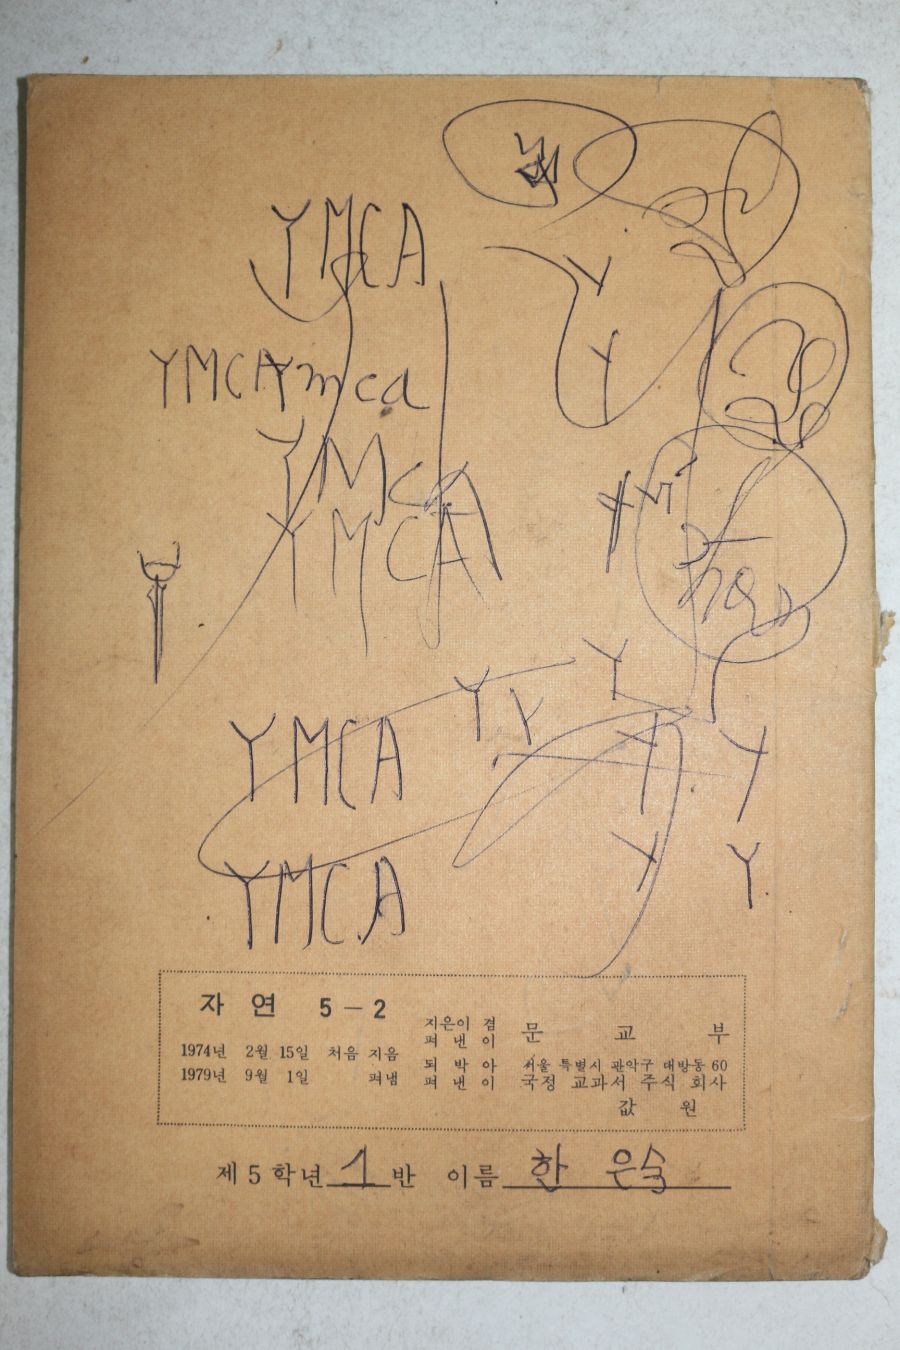 YMCA
Y
Y
YMCA Ymca
YMCA
YMCA
Y
Y
Y Y
YMCA
Y
Y
YMCA
Y
Y
자연 5-2
1974년 2월 15일 처음 지음
1979년 9월 1일 펴냄
지은이 겸
펴낸이 문교부
되박아 서울 특별시 관악구 대방동 60
펴낸이 국정 교과서 주식 회사
값 원
제 5 학년 1 반 이름 한은숙